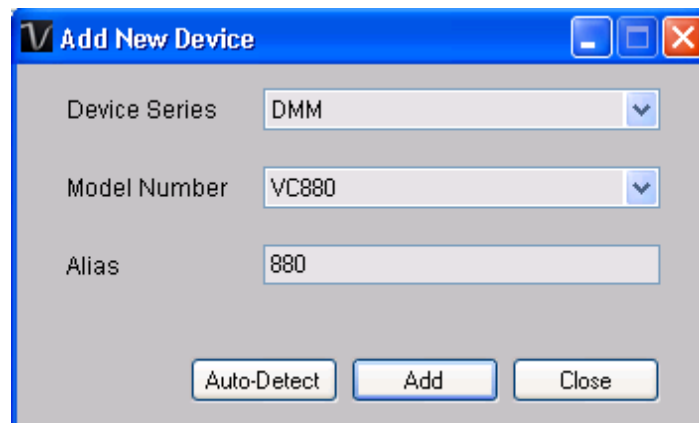 Add New Device
Device Series DMM
Model Number VC880
Alias 880
Auto-Detect Add Close